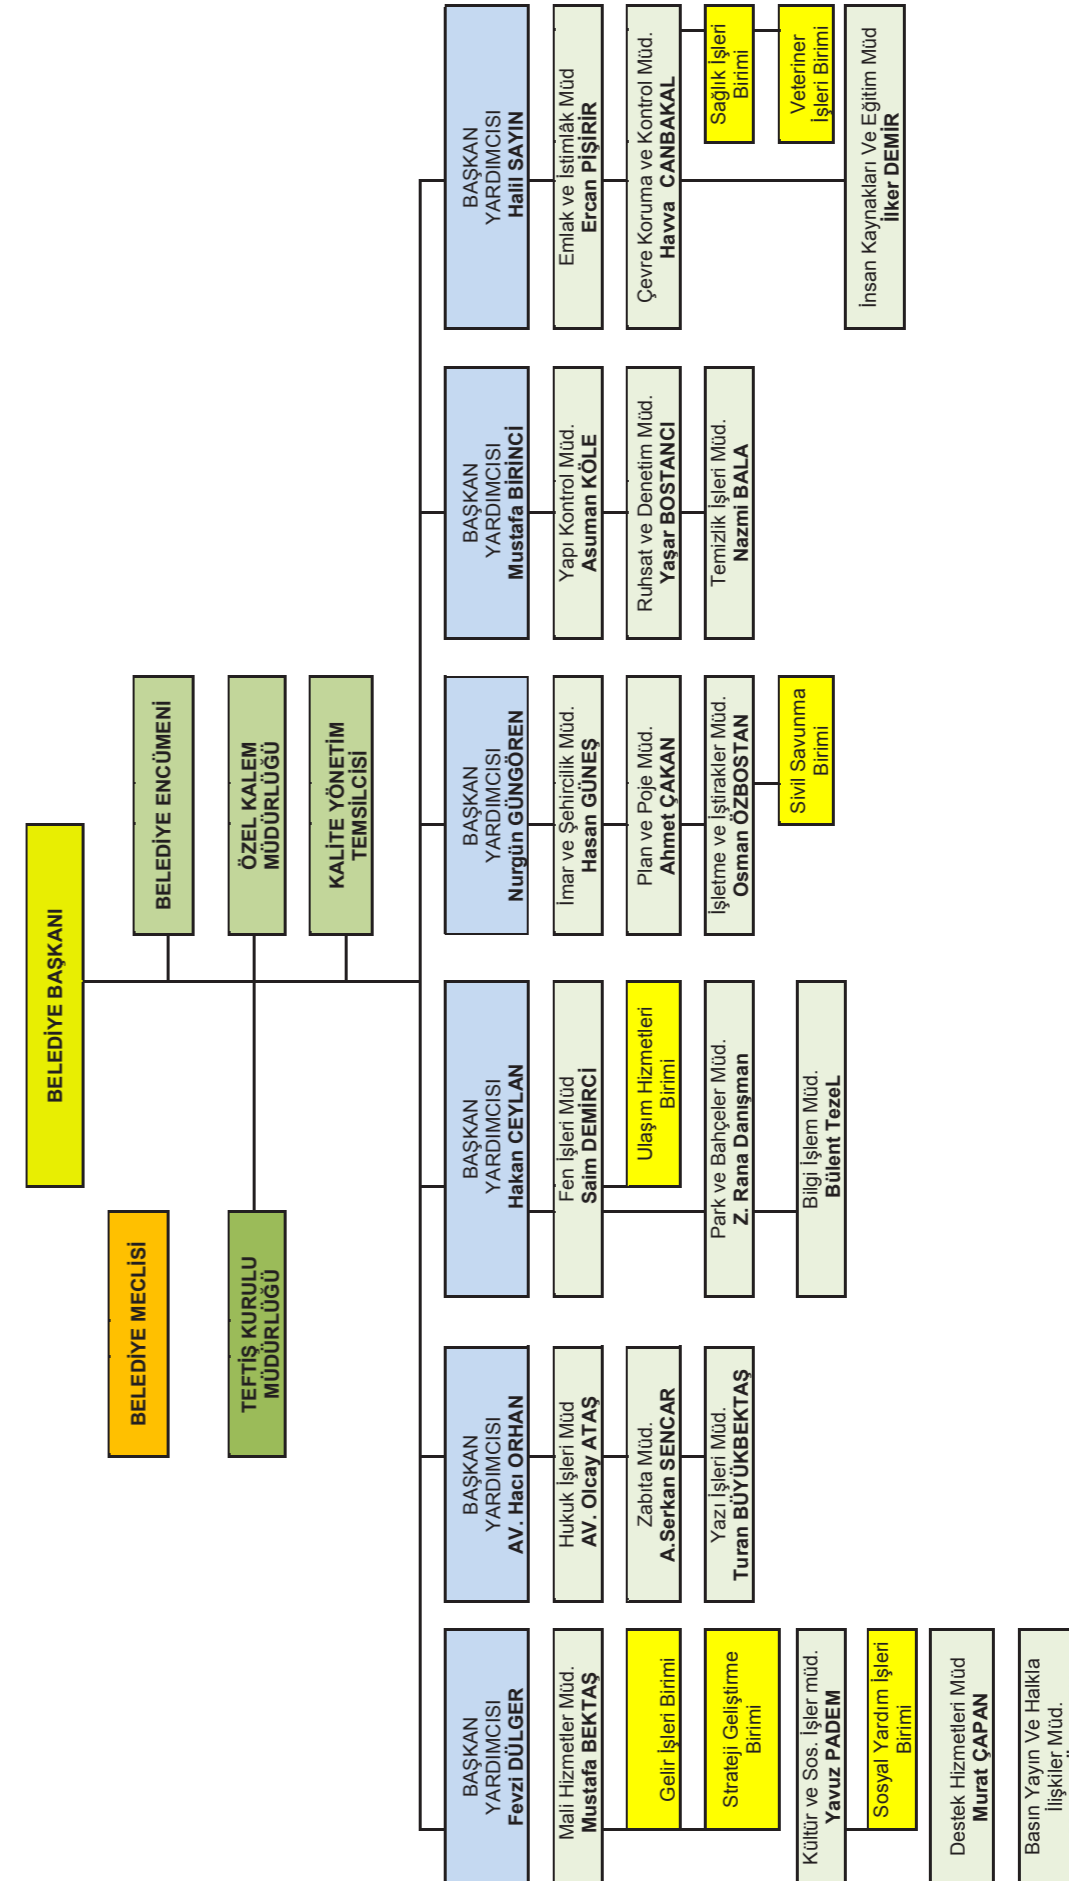 BELEDİYE BAŞKANI
BELEDİYE MECLİSİ
BELEDİYE ENCÜMENİ
TEFTİŞ KURULU
MÜDÜRLÜĞÜ
ÖZEL KALEM
MÜDÜRLÜĞÜ
KALİTE YÖNETİM
TEMSİLCİSİ
BAŞKAN
YARDIMCISI
Fevzi DÜLGER
Mali Hizmetler Müd.
Mustafa BEKTAŞ
Gelir İşleri Birimi
Strateji Geliştirme
Birimi
Kültür ve Sos. İşler müd.
Yavuz PADEM
Sosyal Yardım İşleri
Birimi
Destek Hizmetleri Müd
Murat ÇAPAN
Basın Yayın Ve Halkla
İlişkiler Müd.
BAŞKAN
YARDIMCISI
AV. Hacı ORHAN
Hukuk İşleri Müd
AV. Olcay ATAŞ
Zabıta Müd.
A.Serkan SENCAR
Yazı İşleri Müd.
Turan BÜYÜKBEKTAŞ
BAŞKAN
YARDIMCISI
Hakan CEYLAN
Fen İşleri Müd
Saim DEMİRCİ
Ulaşım Hizmetleri
Birimi
Park ve Bahçeler Müd.
Z. Rana Danışman
Bilgi İşlem Müd.
Bülent TezeL
BAŞKAN
YARDIMCISI
Nurgün GÜNGÖREN
İmar ve Şehircilik Müd.
Hasan GÜNEŞ
Plan ve Poje Müd.
Ahmet ÇAKAN
İşletme ve İştirakler Müd.
Osman ÖZBOSTAN
Sivil Savunma
Birimi
BAŞKAN
YARDIMCISI
Mustafa BİRİNCİ
Yapı Kontrol Müd.
Asuman KÖLE
Ruhsat ve Denetim Müd.
Yaşar BOSTANCI
Temizlik İşleri Müd.
Nazmi BALA
BAŞKAN
YARDIMCISI
Halil SAYIN
Emlak ve İstimlâk Müd
Ercan PİŞİRİR
Çevre Koruma ve Kontrol Müd.
Havva CANBAKAL
Sağlık İşleri
Birimi
Veteriner
İşleri Birimi
İnsan Kaynakları Ve Eğitim Müd
İlker DEMİR